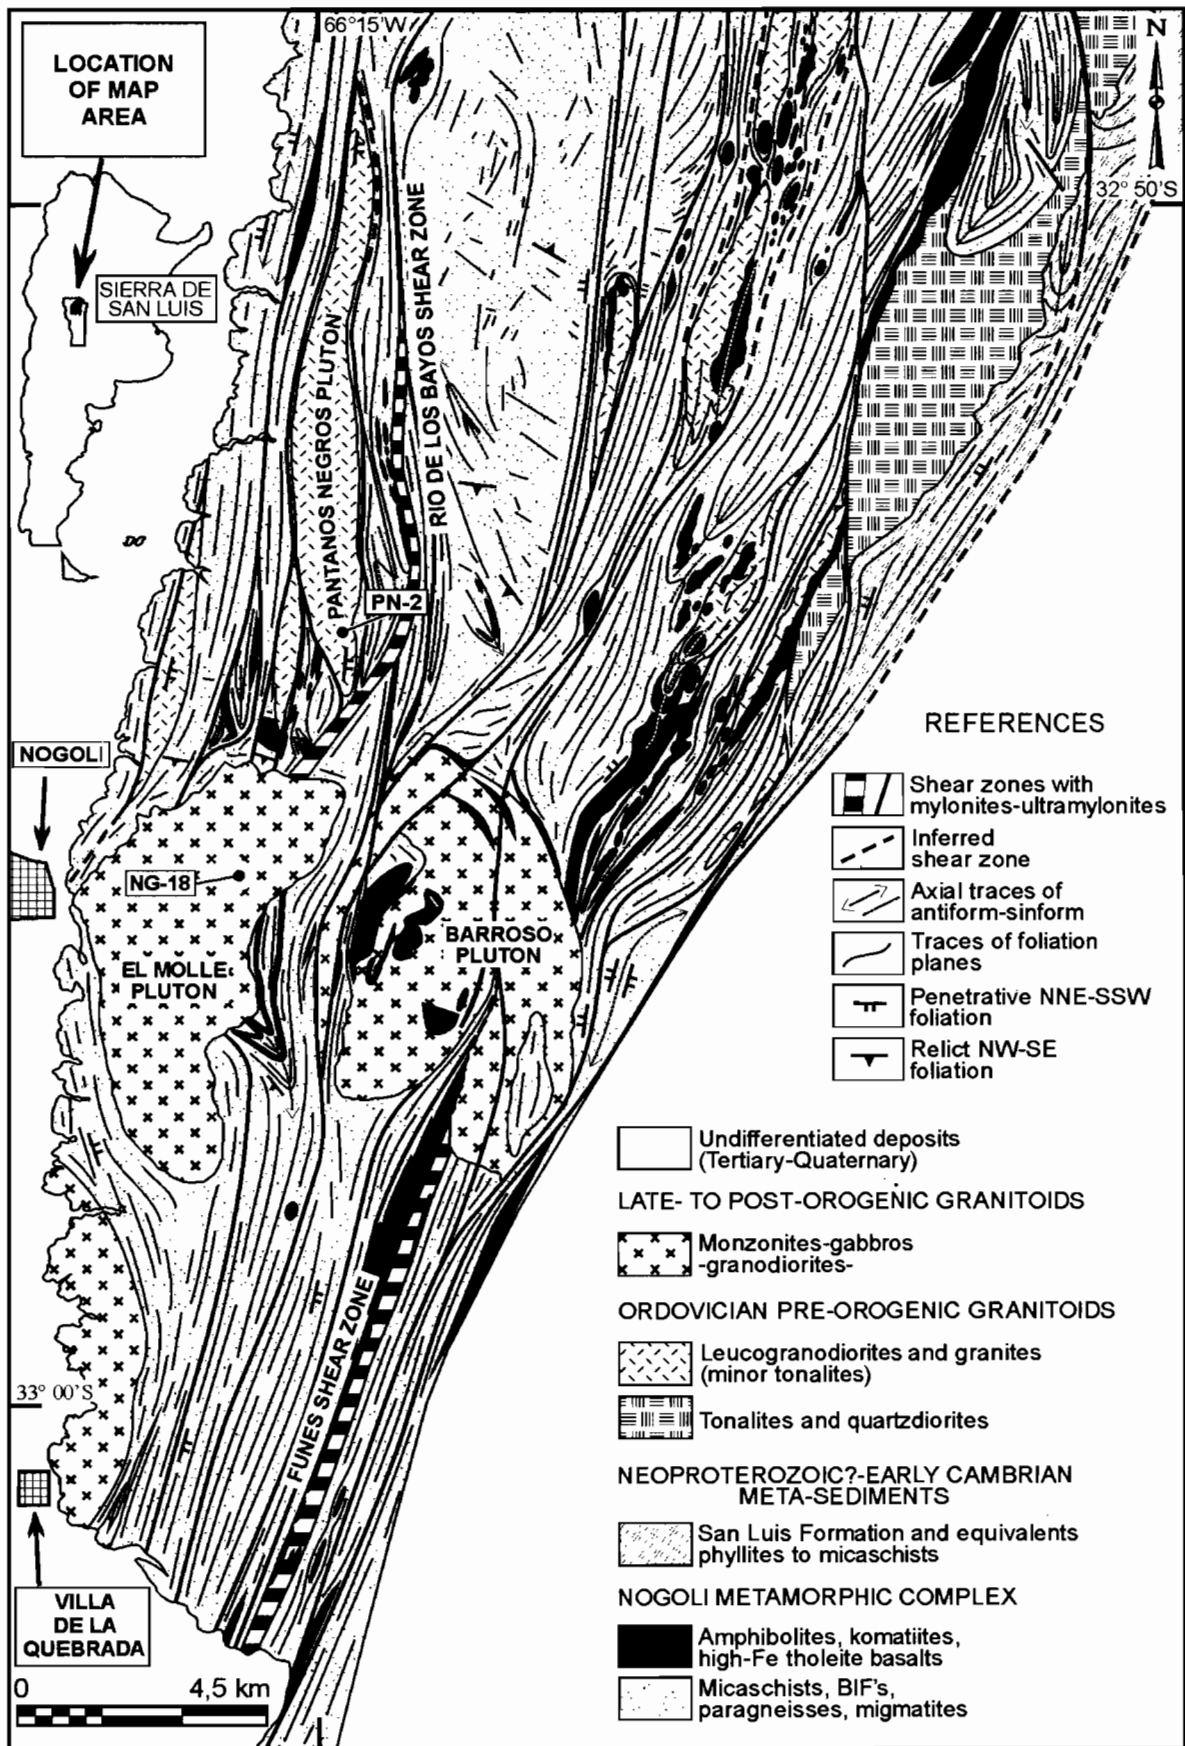 66°15'W
LOCATION
OF MAP
AREA
N
32° 50'S
SIERRA DE
SAN LUIS
RIO DE LOS BAYOS SHEAR ZONE
PANTANOS NEGROS PLUTON
PN-2
NOGOLI
NG-18
EL MOLLE
PLUTON
BARROSO
PLUTON
FUNES SHEAR ZONE
33° 00'S
VILLA
DE LA
QUEBRADA
0 4,5 km
REFERENCES
Shear zones with
mylonites-ultramylonites
Inferred
shear zone
Axial traces of
antiform-sinform
Traces of foliation
planes
Penetrative NNE-SSW
foliation
Relict NW-SE
foliation
Undifferentiated deposits
(Tertiary-Quaternary)
LATE- TO POST-OROGENIC GRANITOIDS
Monzonites-gabbros
-granodiorites-
ORDOVICIAN PRE-OROGENIC GRANITOIDS
Leucogranodiorites and granites
(minor tonalites)
Tonalites and quartzdiorites
NEOPROTEROZOIC?-EARLY CAMBRIAN
META-SEDIMENTS
San Luis Formation and equivalents
phyllites to micaschists
NOGOLI METAMORPHIC COMPLEX
Amphibolites, komatiites,
high-Fe tholeite basalts
Micaschists, BIF's,
paragneisses, migmatites